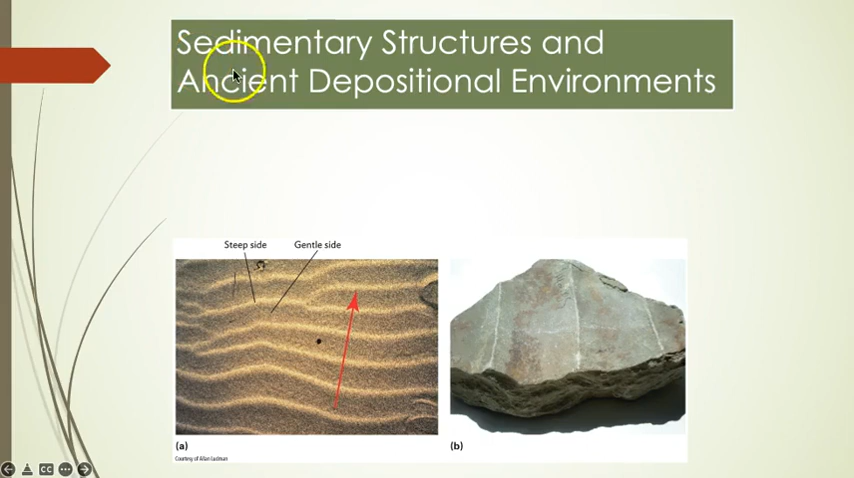 Sedimentary Structures and
Ancient Depositional Environments
Steep side
Gentle side
(a)
(b)
Courtesy of Allan Ludman
CC